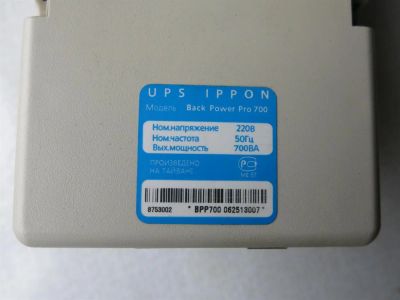 UPS IPPON
Модель: Back Power Pro 700
Ном.напряжение 220В
Ном.частота 50Гц
Вых.мощность 700ВА
ПРОИЗВЕДЕНО
НА ТАЙВАНЕ
8753002 * BPP700 062513007 *